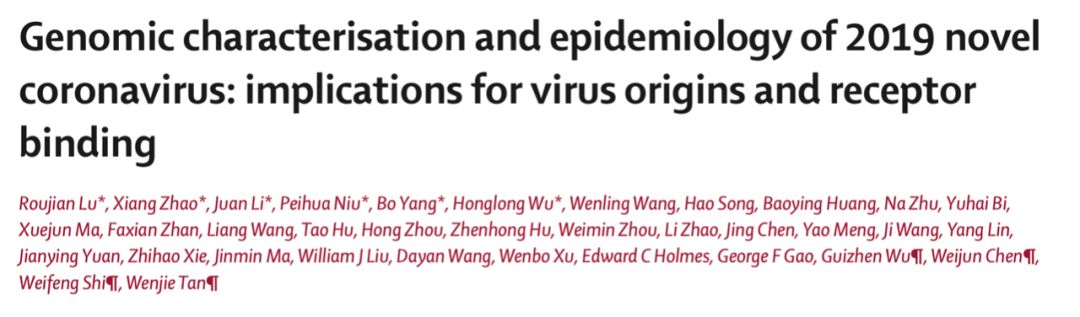 Genomic characterisation and epidemiology of 2019 novel
coronavirus: implications for virus origins and receptor
binding
Roujian Lu*, Xiang Zhao*, Juan Li*, Peihua Niu*, Bo Yang*, Honglong Wu*, Wenling Wang, Hao Song, Baoying Huang, Na Zhu, Yuhai Bi,
Xuejun Ma, Faxian Zhan, Liang Wang, Tao Hu, Hong Zhou, Zhenhong Hu, Weimin Zhou, Li Zhao, Jing Chen, Yao Meng, Ji Wang, Yang Lin,
Jianying Yuan, Zhihao Xie, Jinmin Ma, William J Liu, Dayan Wang, Wenbo Xu, Edward C Holmes, George F Gao, Guizhen Wu¶, Weijun Chen¶,
Weifeng Shi¶, Wenjie Tan¶